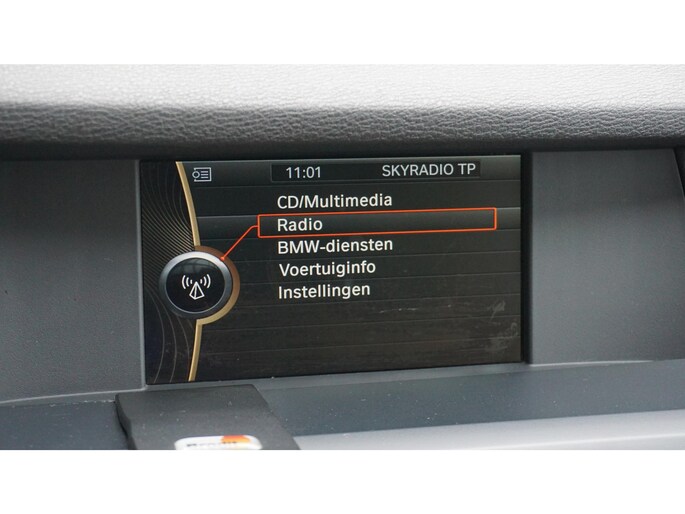 11:01 SKYRADIO TP
CD/Multimedia
Radio
BMW-diensten
Voertuiginfo
Instellingen